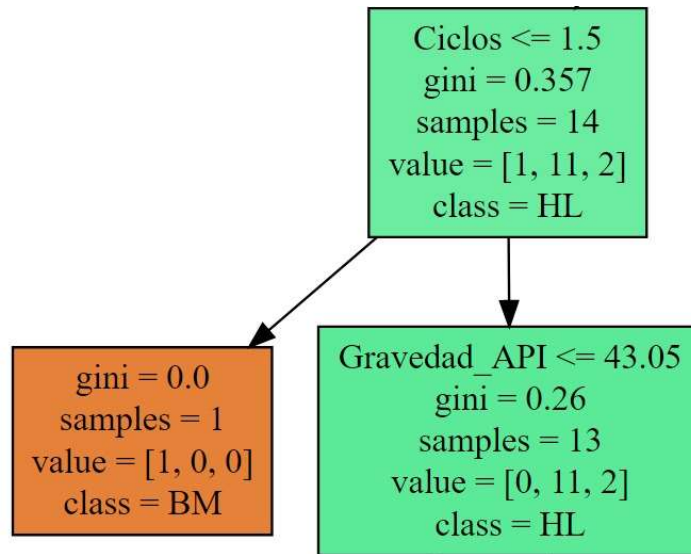 Ciclos <= 1.5
gini = 0.357
samples = 14
value = [1, 11, 2]
class = HL
gini = 0.0
samples = 1
value = [1, 0, 0]
class = BM
Gravedad_API <= 43.05
gini = 0.26
samples = 13
value = [0, 11, 2]
class = HL